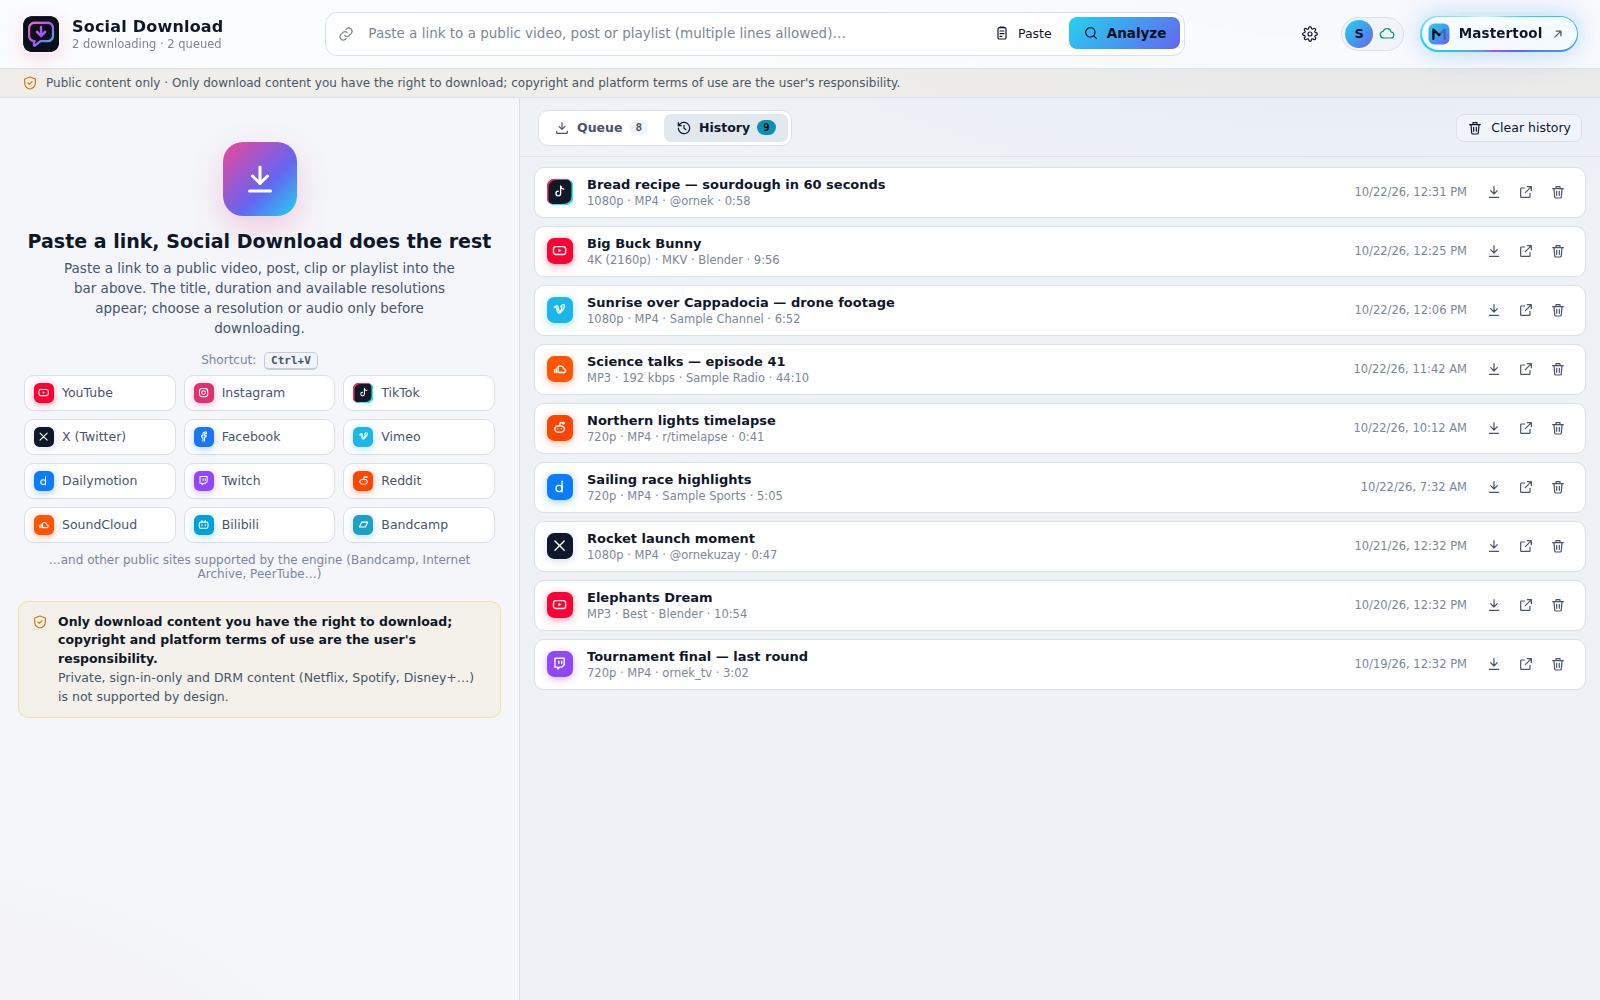 Social Download
2 downloading · 2 queued
Paste a link to a public video, post or playlist (multiple lines allowed)…
Paste
Analyze
S
Mastertool
Public content only · Only download content you have the right to download; copyright and platform terms of use are the user's responsibility.
Paste a link, Social Download does the rest
Paste a link to a public video, post, clip or playlist into the
bar above. The title, duration and available resolutions
appear; choose a resolution or audio only before
downloading.
Shortcut: Ctrl+V
YouTube
Instagram
TikTok
X (Twitter)
Facebook
Vimeo
Dailymotion
Twitch
Reddit
SoundCloud
Bilibili
Bandcamp
…and other public sites supported by the engine (Bandcamp, Internet
Archive, PeerTube…)
Only download content you have the right to download;
copyright and platform terms of use are the user's
responsibility.
Private, sign-in-only and DRM content (Netflix, Spotify, Disney+…)
is not supported by design.
Queue 8
History 9
Clear history
Bread recipe — sourdough in 60 seconds
1080p · MP4 · @ornek · 0:58
10/22/26, 12:31 PM
Big Buck Bunny
4K (2160p) · MKV · Blender · 9:56
10/22/26, 12:25 PM
Sunrise over Cappadocia — drone footage
1080p · MP4 · Sample Channel · 6:52
10/22/26, 12:06 PM
Science talks — episode 41
MP3 · 192 kbps · Sample Radio · 44:10
10/22/26, 11:42 AM
Northern lights timelapse
720p · MP4 · r/timelapse · 0:41
10/22/26, 10:12 AM
Sailing race highlights
720p · MP4 · Sample Sports · 5:05
10/22/26, 7:32 AM
Rocket launch moment
1080p · MP4 · @ornekuzay · 0:47
10/21/26, 12:32 PM
Elephants Dream
MP3 · Best · Blender · 10:54
10/20/26, 12:32 PM
Tournament final — last round
720p · MP4 · ornek_tv · 3:02
10/19/26, 12:32 PM